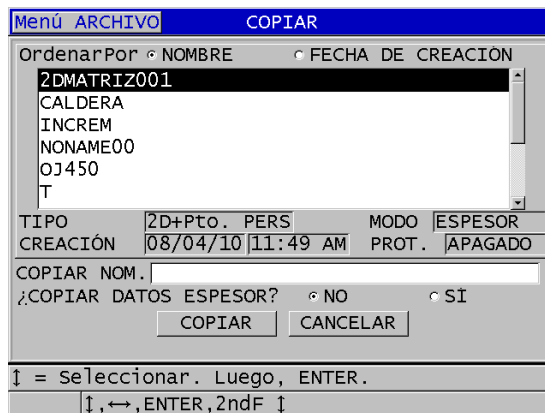 Menú ARCHIVO COPIAR
OrdenarPor NOMBRE FECHA DE CREACIÓN
2DMATRIZ001
CALDERA
INCREM
NONAME00
OJ450
T
TIPO 2D+Pto. PERS MODO ESPESOR
CREACIÓN 08/04/10 11:49 AM PROT. APAGADO
COPIAR NOM.
¿COPIAR DATOS ESPESOR? NO SÍ
COPIAR CANCELAR
↕ = Seleccionar. Luego, ENTER.
↕,↔,ENTER,2ndF ↕